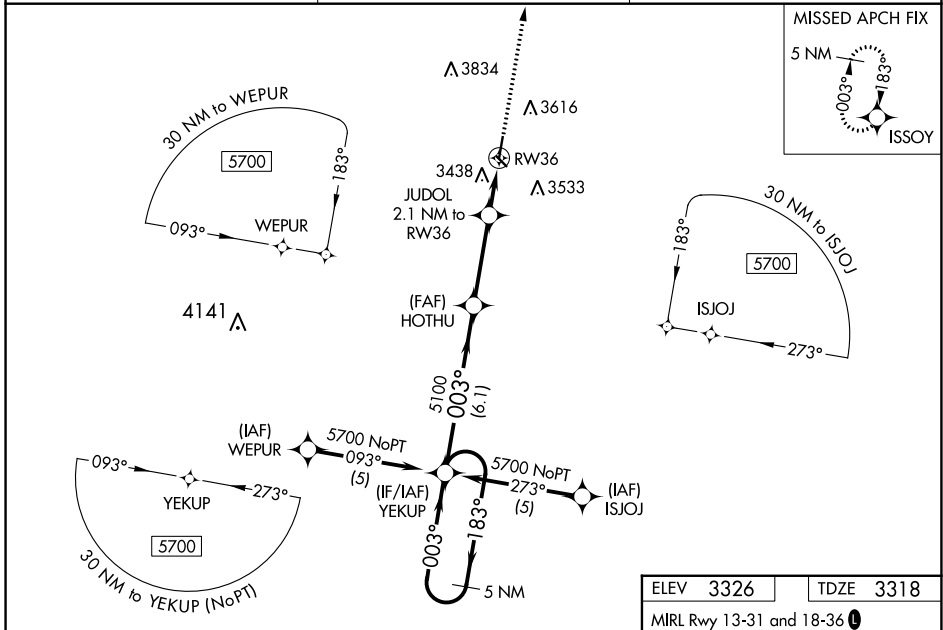 MISSED APCH FIX
5 NM
003°
183°
ISSOY
3834
3616
RW36
3438
3533
JUDOL
2.1 NM to
RW36
30 NM to WEPUR
5700
183°
093°
WEPUR
30 NM to ISJOJ
183°
5700
ISJOJ
273°
4141
(FAF)
HOTHU
5100
003°
(6.1)
(IAF)
WEPUR
5700 NoPT
093°
(5)
(IF/IAF)
YEKUP
5700 NoPT
273°
(5)
(IAF)
ISJOJ
003°
183°
5 NM
093°
273°
YEKUP
5700
30 NM to YEKUP (NoPT)
ELEV 3326
TDZE 3318
MIRL Rwy 13-31 and 18-36 L